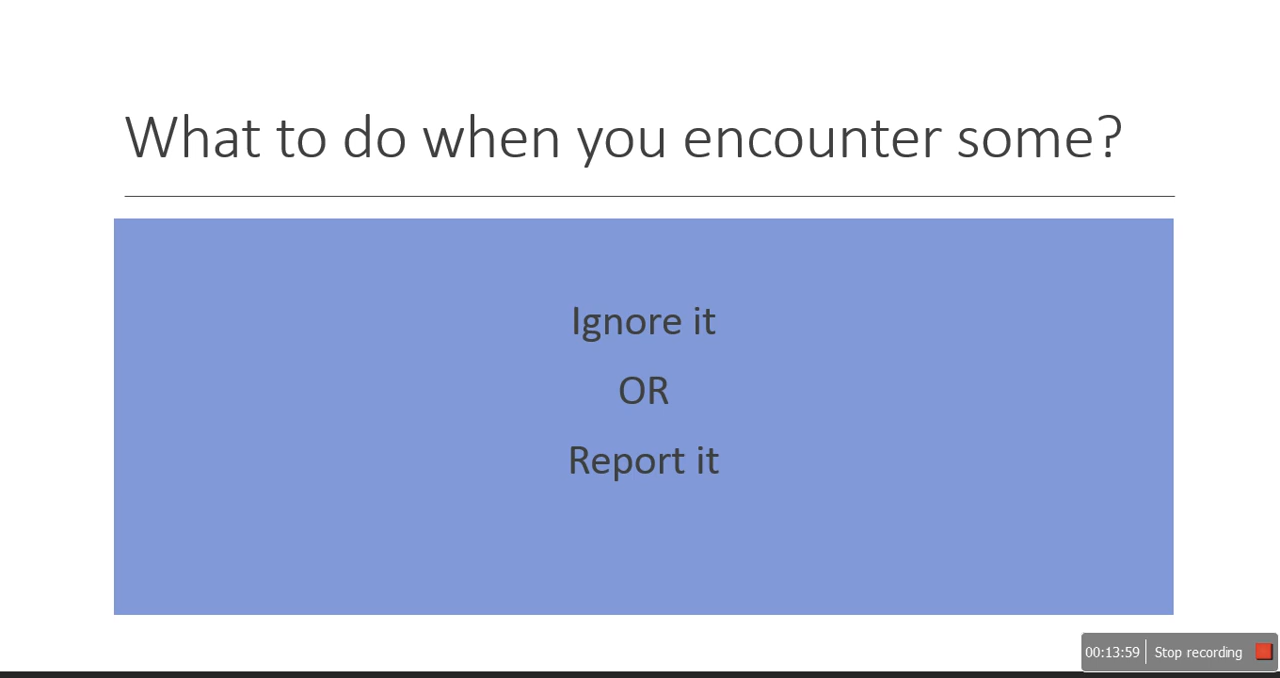 What to do when you encounter some?
Ignore it
OR
Report it
00:13:59 Stop recording